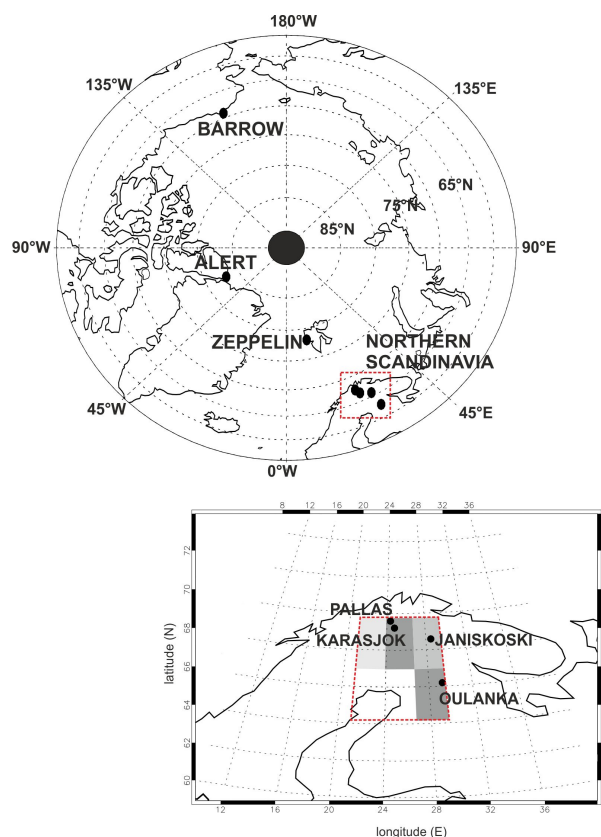 180°W
135°W
135°E
BARROW
65°N
75°N
85°N
90°W
90°E
ALERT
ZEPPELIN
NORTHERN
SCANDINAVIA
45°W
45°E
0°W
8 12 16 20 24 28 32 36
72
70
68
66
64
62
60
latitude (N)
PALLAS
KARASJOK
JANISKOSKI
OULANKA
12 16 20 24 28 32 36 40
longitude (E)